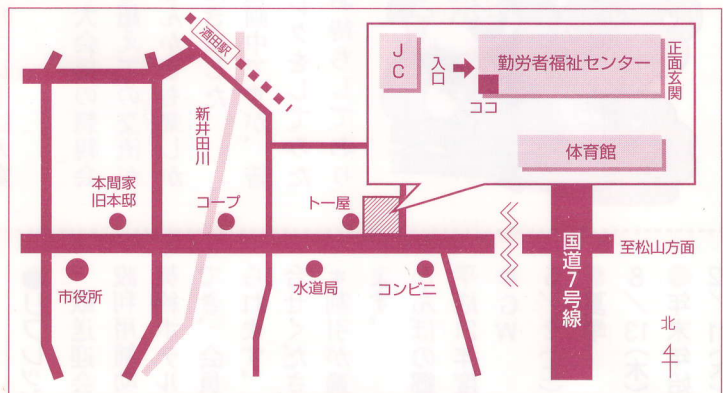 酒田駅
JC
入口
勤労者福祉センター
正面玄関
ココ
体育館
新井田川
本間家
旧本邸
コープ
トー屋
国道7号線
至松山方面
市役所
水道局
コンビニ
北